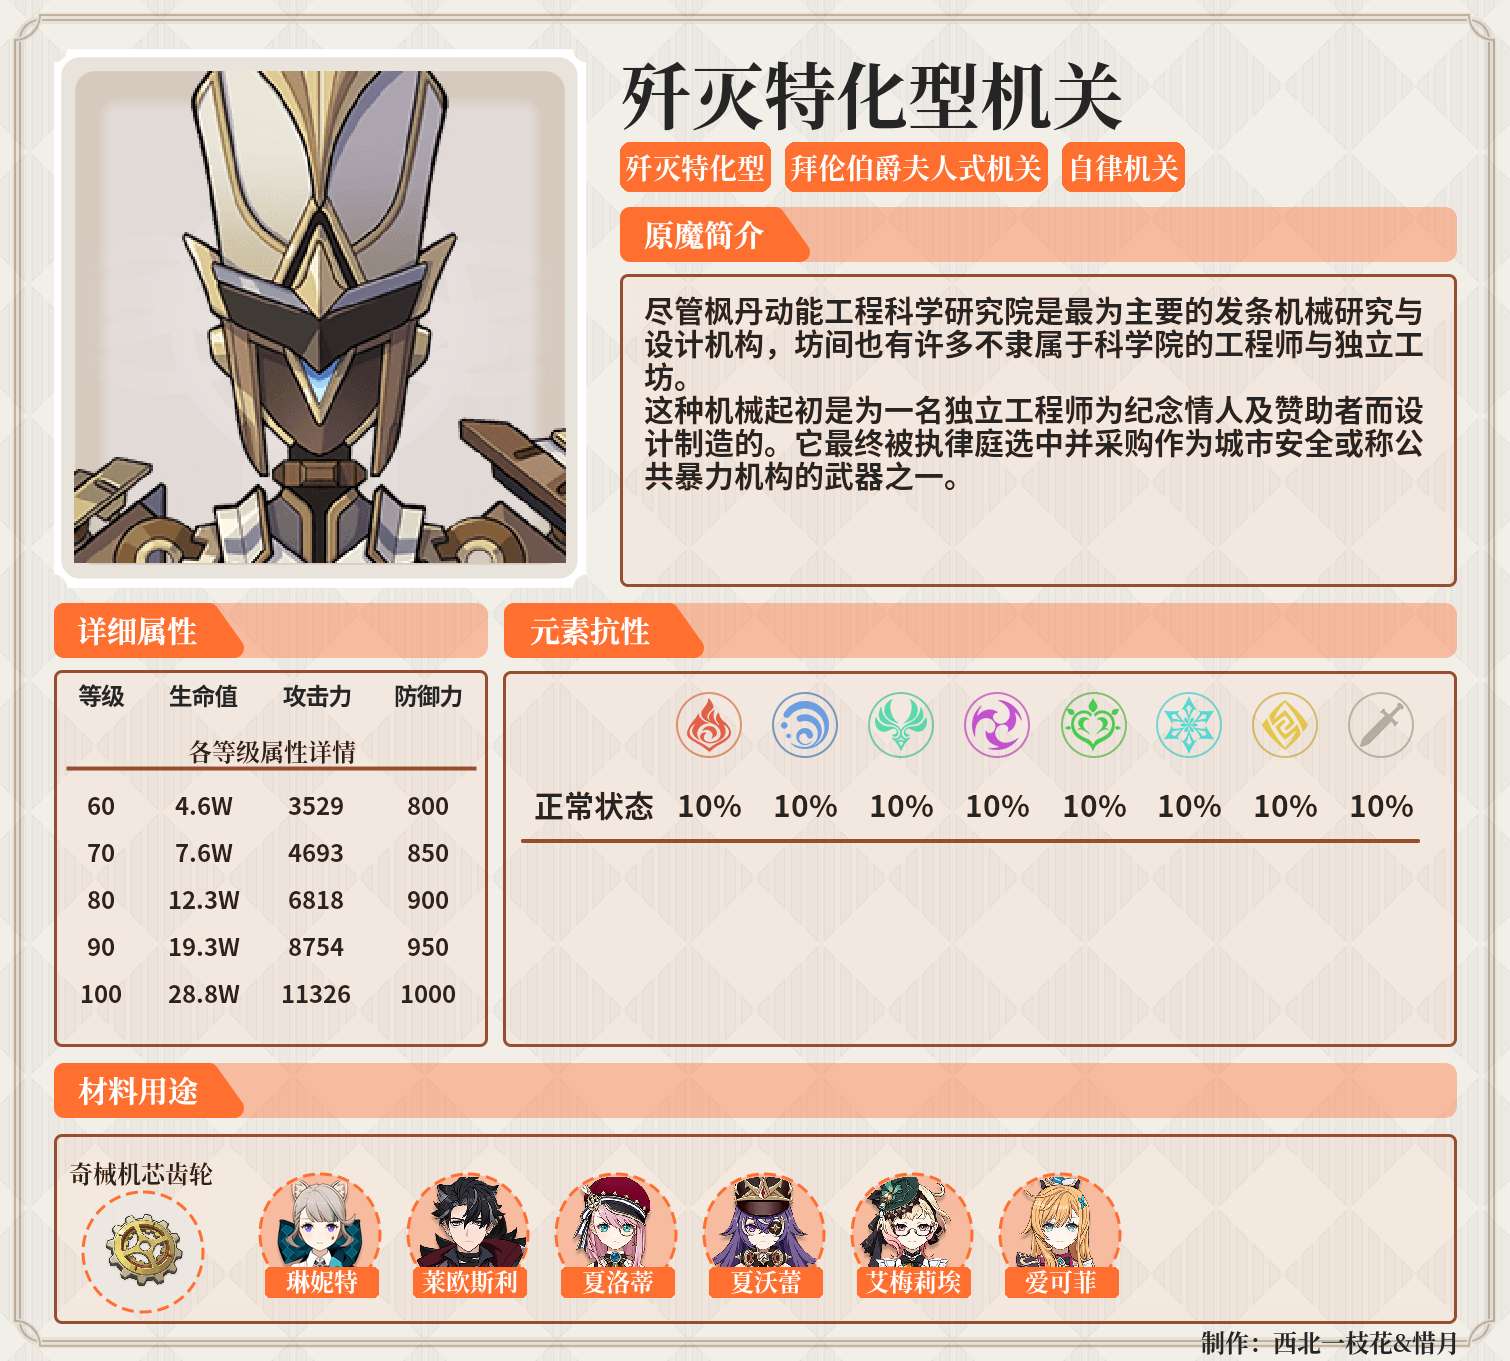 歼灭特化型机关
歼灭特化型 拜伦伯爵夫人式机关 自律机关
原魔简介
尽管枫丹动能工程科学研究院是最为主要的发条机械研究与
设计机构，坊间也有许多不隶属于科学院的工程师与独立工
坊。
这种机械起初是为一名独立工程师为纪念情人及赞助者而设
计制造的。它最终被执律庭选中并采购作为城市安全或称公
共暴力机构的武器之一。
详细属性
等级 生命值 攻击力 防御力
各等级属性详情
60 4.6W 3529 800
70 7.6W 4693 850
80 12.3W 6818 900
90 19.3W 8754 950
100 28.8W 11326 1000
元素抗性
正常状态 10% 10% 10% 10% 10% 10% 10% 10%
材料用途
奇械机芯齿轮
琳妮特 莱欧斯利 夏洛蒂 夏沃蕾 艾梅莉埃 爱可菲
制作：西北一枝花&惜月